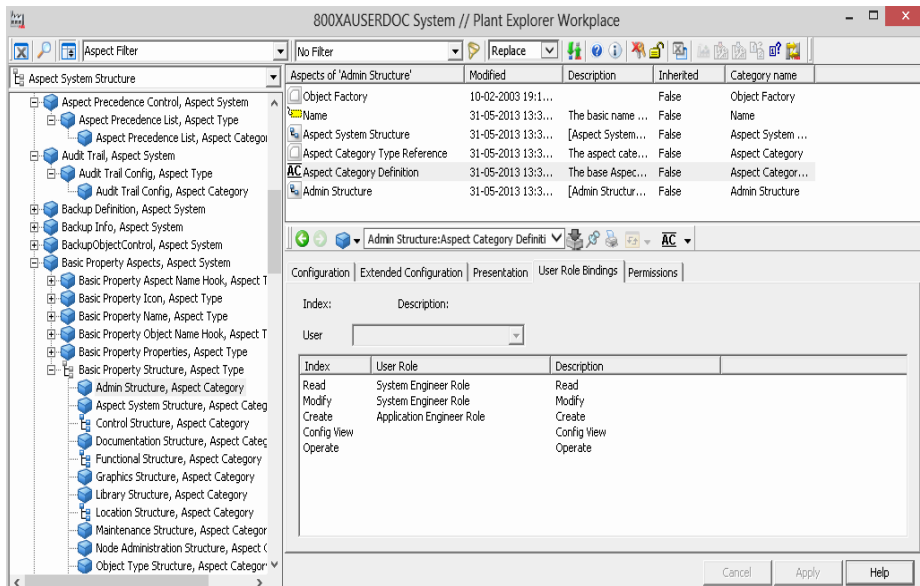 800XAUSERDOC System // Plant Explorer Workplace
Aspect Filter
No Filter
Replace
Aspect System Structure
Aspect Precedence Control, Aspect System
Aspect Precedence List, Aspect Type
Aspect Precedence List, Aspect Categor
Audit Trail, Aspect System
Audit Trail Config, Aspect Type
Audit Trail Config, Aspect Category
Backup Definition, Aspect System
Backup Info, Aspect System
BackupObjectControl, Aspect System
Basic Property Aspects, Aspect System
Basic Property Aspect Name Hook, Aspect T
Basic Property Icon, Aspect Type
Basic Property Name, Aspect Type
Basic Property Object Name Hook, Aspect T
Basic Property Properties, Aspect Type
Basic Property Structure, Aspect Type
Admin Structure, Aspect Category
Aspect System Structure, Aspect Categ
Control Structure, Aspect Category
Documentation Structure, Aspect Categ
Functional Structure, Aspect Category
Graphics Structure, Aspect Category
Library Structure, Aspect Category
Location Structure, Aspect Category
Maintenance Structure, Aspect Categor
Node Administration Structure, Aspect C
Object Type Structure, Aspect Categor
Aspects of 'Admin Structure' Modified Description Inherited Category name
Object Factory 10-02-2003 19:1... False Object Factory
Name 31-05-2013 13:3... The basic name ... False Name
Aspect System Structure 31-05-2013 13:3... [Aspect System... False Aspect System ...
Aspect Category Type Reference 31-05-2013 13:3... The aspect cate... False Aspect Category
AC Aspect Category Definition 31-05-2013 13:3... The base Aspec... False Aspect Categor...
Admin Structure 31-05-2013 13:3... [Admin Structur... False Admin Structure
Admin Structure:Aspect Category Definiti AC
Configuration Extended Configuration Presentation User Role Bindings Permissions
Index: Description:
User
Index User Role Description
Read System Engineer Role Read
Modify System Engineer Role Modify
Create Application Engineer Role Create
Config View Config View
Operate Operate
Cancel Apply Help